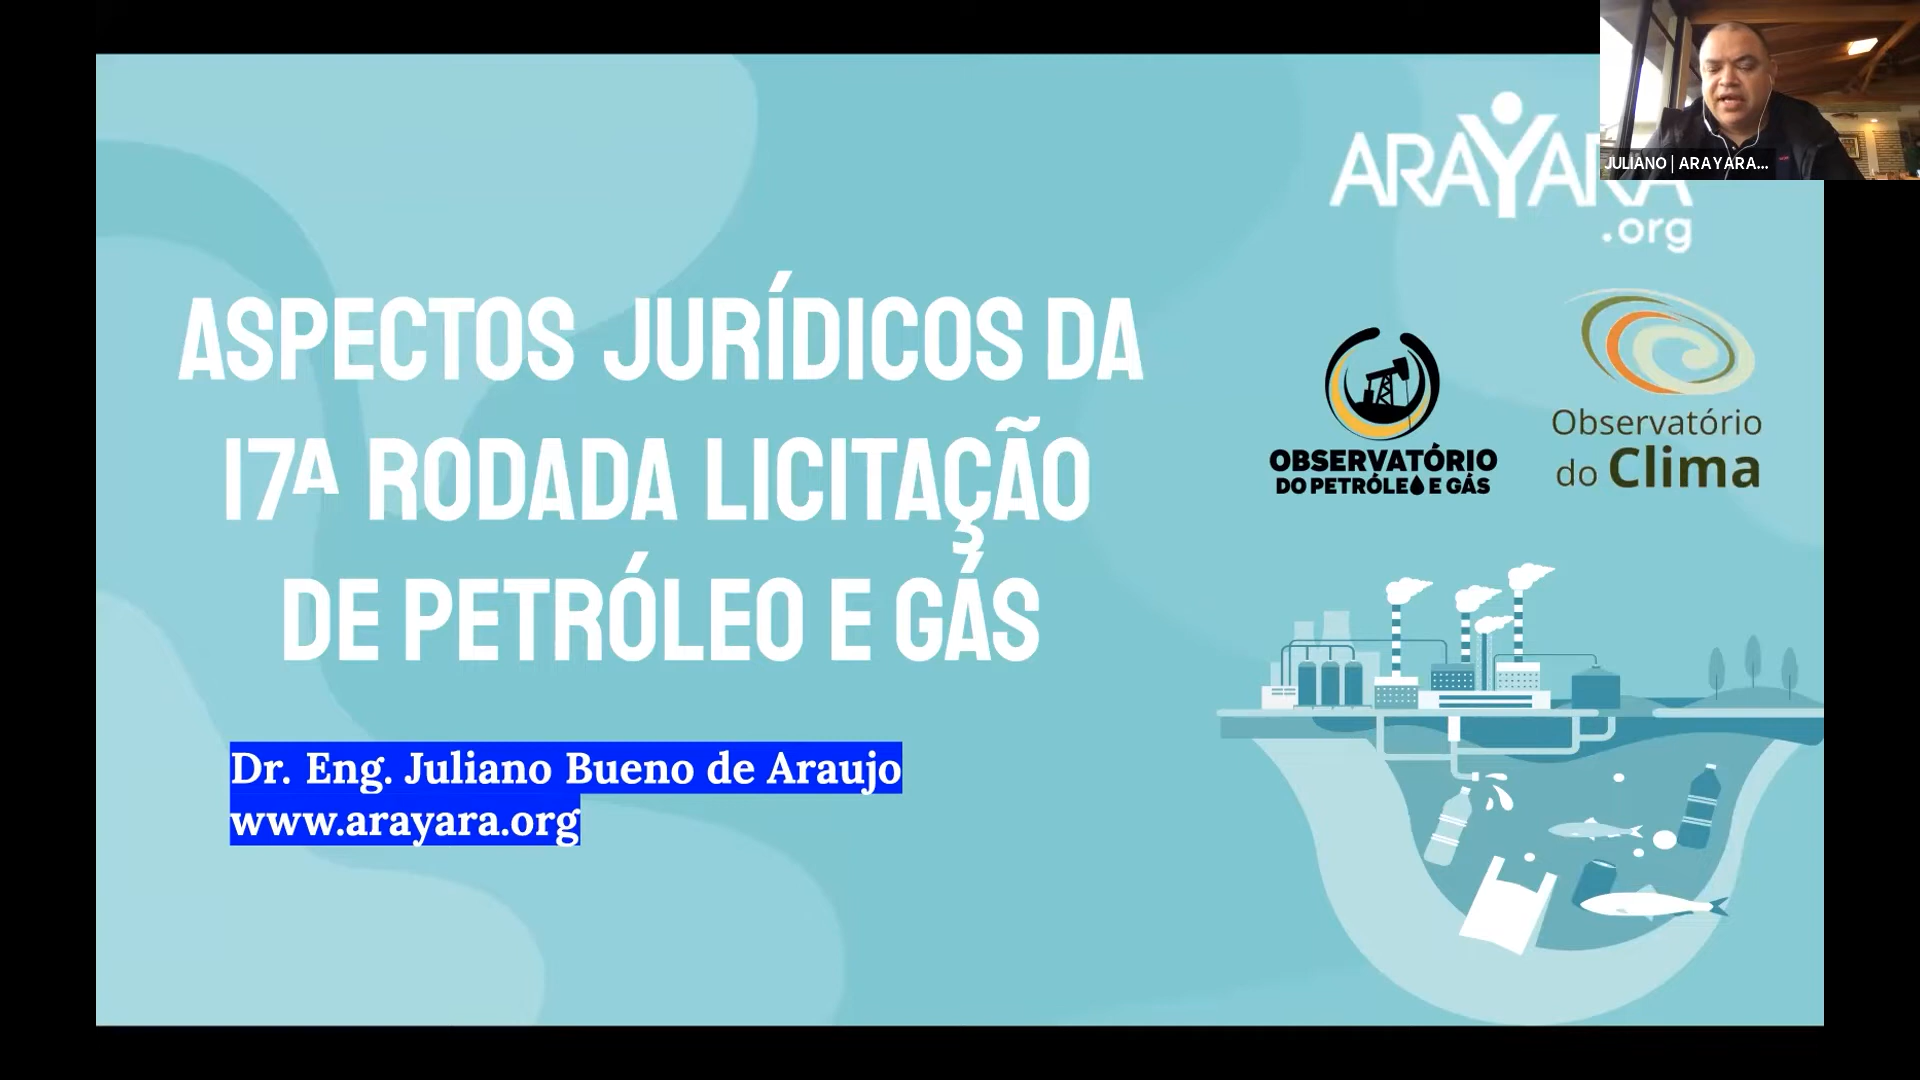 ARAYARA
.org
JULIANO | ARAYARA...
ASPECTOS JURÍDICOS DA
17ª RODADA LICITAÇÃO
DE PETRÓLEO E GÁS
OBSERVATÓRIO
DO PETRÓLEO E GÁS
Observatório
do Clima
Dr. Eng. Juliano Bueno de Araujo
www.arayara.org